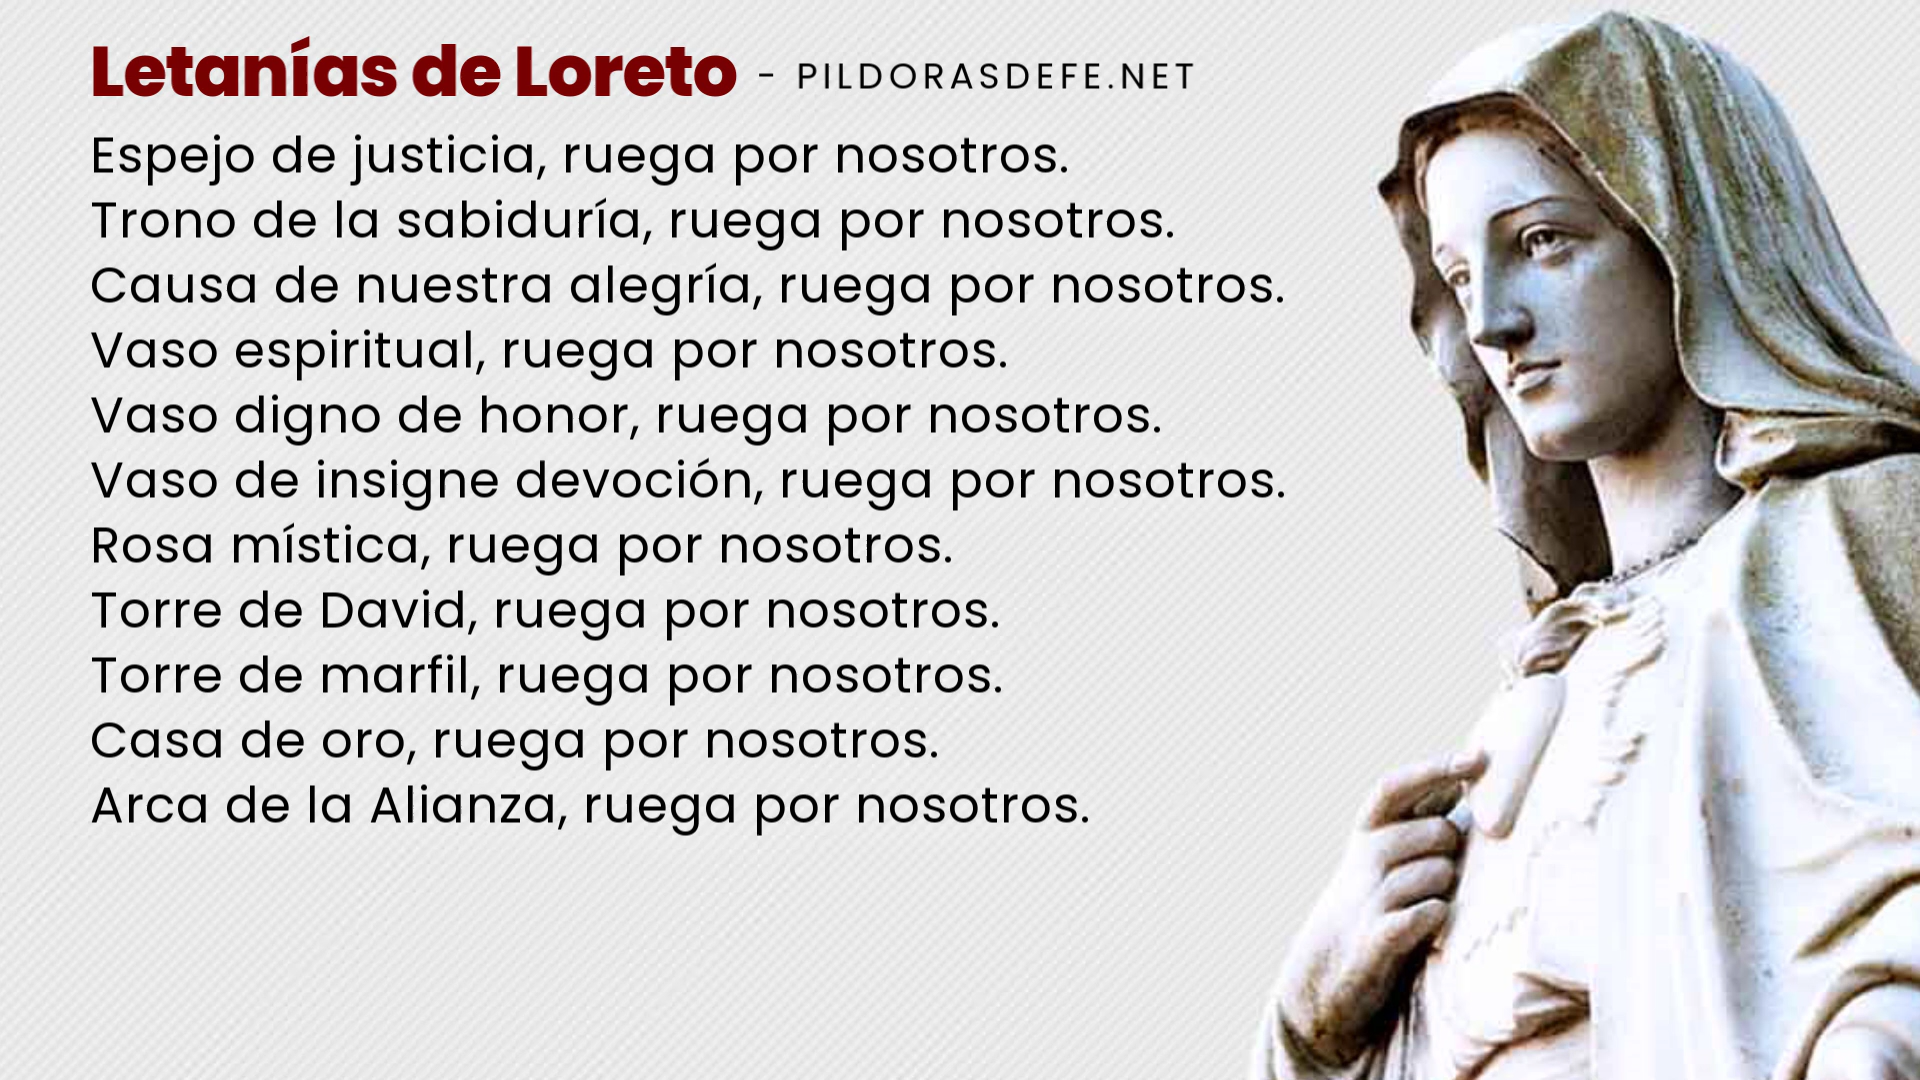 Letanías de Loreto - PILDORASDEFE.NET
Espejo de justicia, ruega por nosotros.
Trono de la sabiduría, ruega por nosotros.
Causa de nuestra alegría, ruega por nosotros.
Vaso espiritual, ruega por nosotros.
Vaso digno de honor, ruega por nosotros.
Vaso de insigne devoción, ruega por nosotros.
Rosa mística, ruega por nosotros.
Torre de David, ruega por nosotros.
Torre de marfil, ruega por nosotros.
Casa de oro, ruega por nosotros.
Arca de la Alianza, ruega por nosotros.